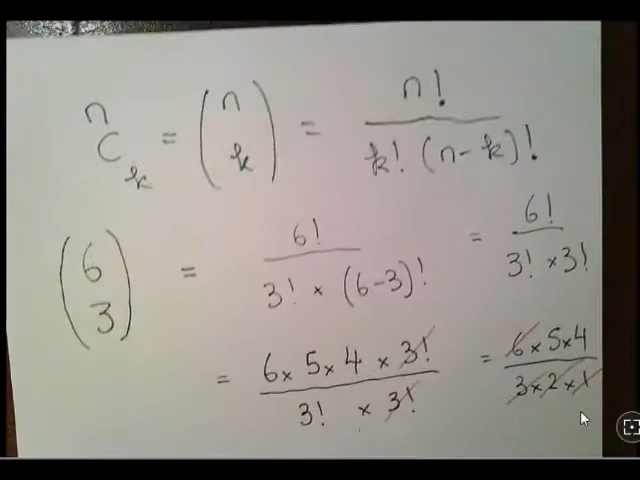 ⁿCₖ = (n k) = n! / k! (n-k)!
(6 3) = 6! / 3! × (6-3)! = 6! / 3! × 3!
= 6 × 5 × 4 × 3! / 3! × 3! = 6 × 5 × 4 / 3 × 2 × 1